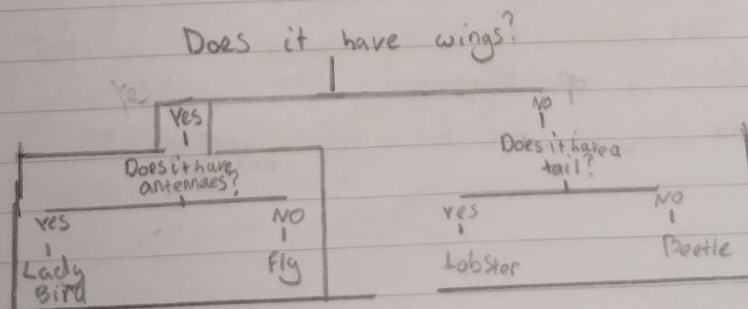 Does it have wings?
Yes
No
Does it have antennaes?
Does it have a tail?
Yes
NO
Yes
NO
Lady Bird
Fly
Lobster
Beetle